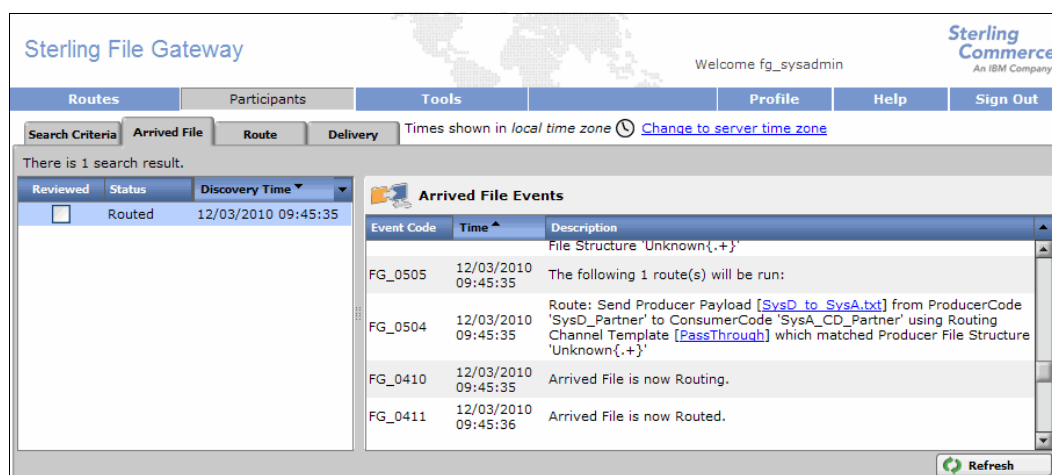 Sterling File Gateway
Welcome fg_sysadmin
Sterling
Commerce
An IBM Company
Routes
Participants
Tools
Profile
Help
Sign Out
Search Criteria
Arrived File
Route
Delivery
Times shown in local time zone
Change to server time zone
There is 1 search result.
Reviewed
Status
Discovery Time
Routed
12/03/2010 09:45:35
Arrived File Events
Event Code
Time
Description
File Structure 'Unknown{.+}'
FG_0505
12/03/2010
09:45:35
The following 1 route(s) will be run:
FG_0504
12/03/2010
09:45:35
Route: Send Producer Payload [SysD_to_SysA.txt] from ProducerCode
'SysD_Partner' to ConsumerCode 'SysA_CD_Partner' using Routing
Channel Template [PassThrough] which matched Producer File Structure
'Unknown{.+}'
FG_0410
12/03/2010
09:45:35
Arrived File is now Routing.
FG_0411
12/03/2010
09:45:36
Arrived File is now Routed.
Refresh